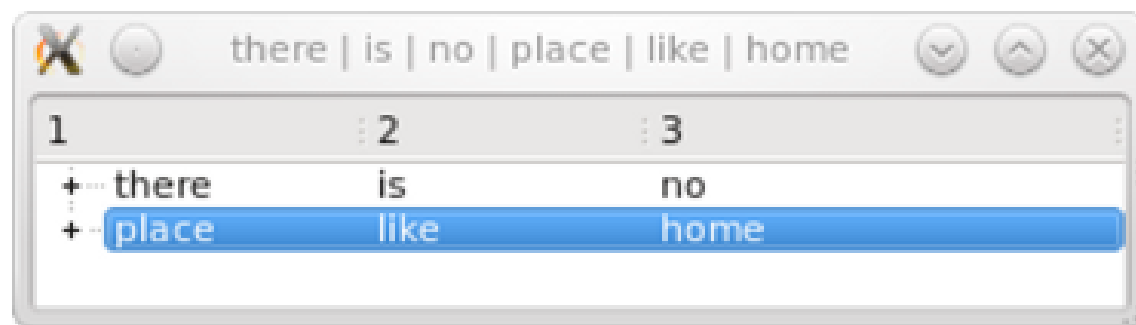 there | is | no | place | like | home
1 2 3
there is no
place like home